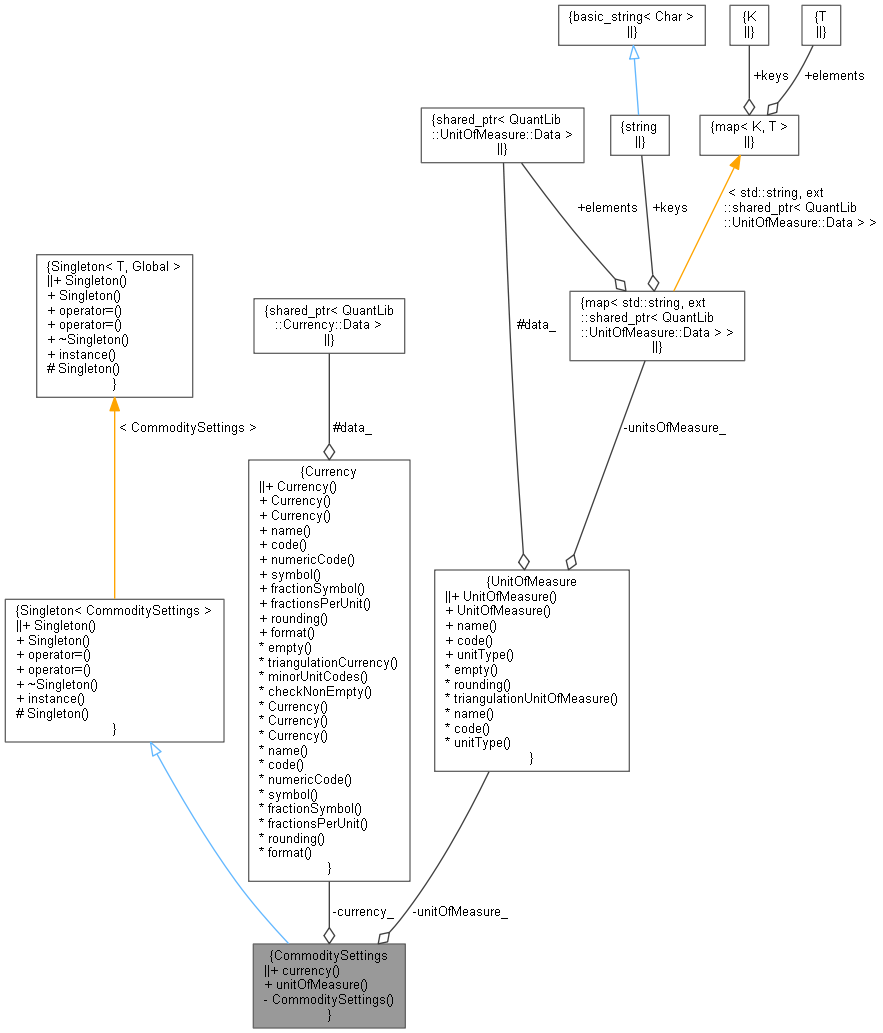 {basic_string< Char >
||}
{K
||}
{T
||}
+keys
+elements
{shared_ptr< QuantLib
::UnitOfMeasure::Data >
||}
{string
||}
{map< K, T >
||}
+elements
+keys
< std::string, ext
::shared_ptr< QuantLib
::UnitOfMeasure::Data > >
{Singleton< T, Global >
||+ Singleton()
+ Singleton()
+ operator=()
+ operator=()
+ ~Singleton()
+ instance()
# Singleton()
}
{shared_ptr< QuantLib
::Currency::Data >
||}
#data_
{map< std::string, ext
::shared_ptr< QuantLib
::UnitOfMeasure::Data > >
||}
< CommoditySettings >
#data_
-unitsOfMeasure_
{Currency
||+ Currency()
+ Currency()
+ Currency()
+ name()
+ code()
+ numericCode()
+ symbol()
+ fractionSymbol()
+ fractionsPerUnit()
+ rounding()
+ format()
* empty()
* triangulationCurrency()
* minorUnitCodes()
* checkNonEmpty()
* Currency()
* Currency()
* Currency()
* name()
* code()
* numericCode()
* symbol()
* fractionSymbol()
* fractionsPerUnit()
* rounding()
* format()
}
{UnitOfMeasure
||+ UnitOfMeasure()
+ UnitOfMeasure()
+ name()
+ code()
+ unitType()
* empty()
* rounding()
* triangulationUnitOfMeasure()
* name()
* code()
* unitType()
}
{Singleton< CommoditySettings >
||+ Singleton()
+ Singleton()
+ operator=()
+ operator=()
+ ~Singleton()
+ instance()
# Singleton()
}
-currency_
-unitOfMeasure_
{CommoditySettings
||+ currency()
+ unitOfMeasure()
- CommoditySettings()
}